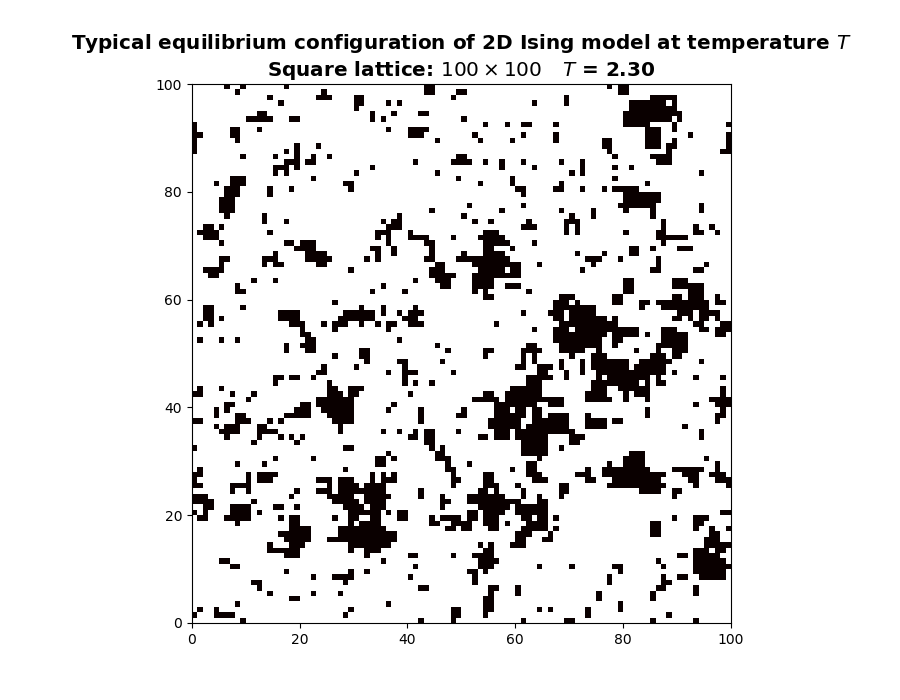 Typical equilibrium configuration of 2D Ising model at temperature T
Square lattice: 100 × 100 T = 2.30
100
80
60
40
20
0
0 20 40 60 80 100